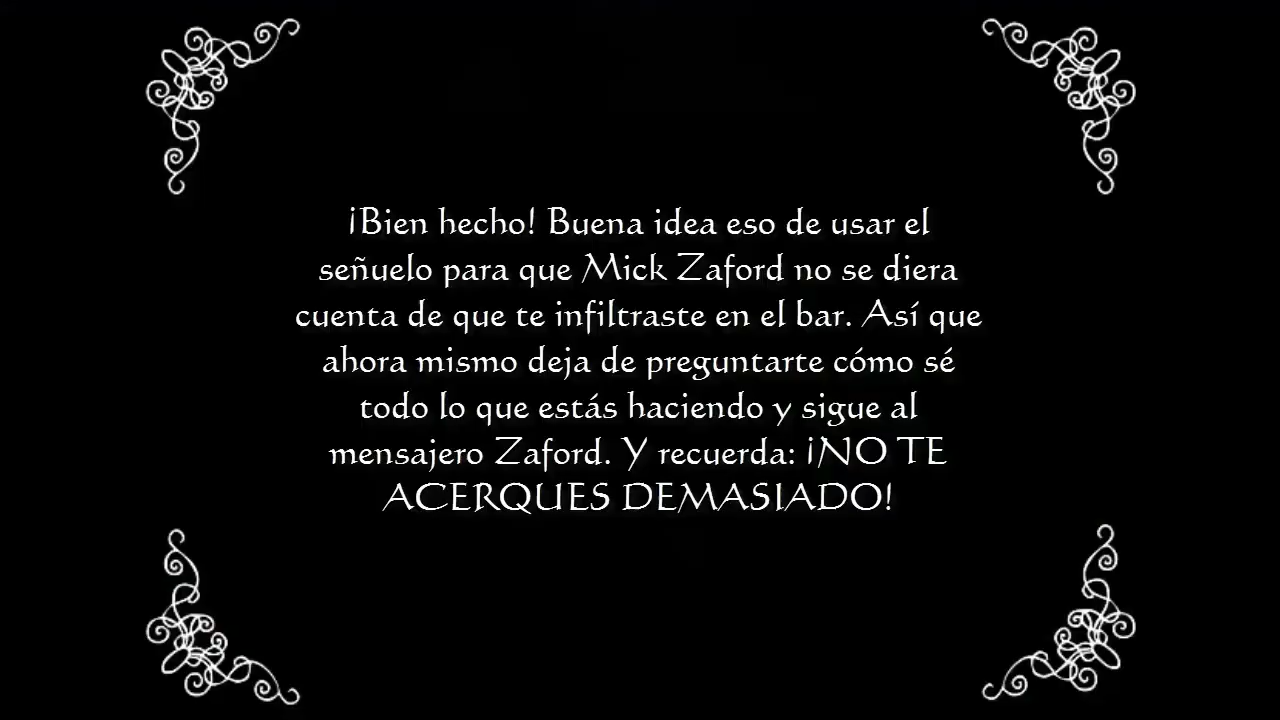 ¡Bien hecho! Buena idea eso de usar el
señuelo para que Mick Zaford no se diera
cuenta de que te infiltraste en el bar. Así que
ahora mismo deja de preguntarte cómo sé
todo lo que estás haciendo y sigue al
mensajero Zaford. Y recuerda: ¡NO TE
ACERQUES DEMASIADO!